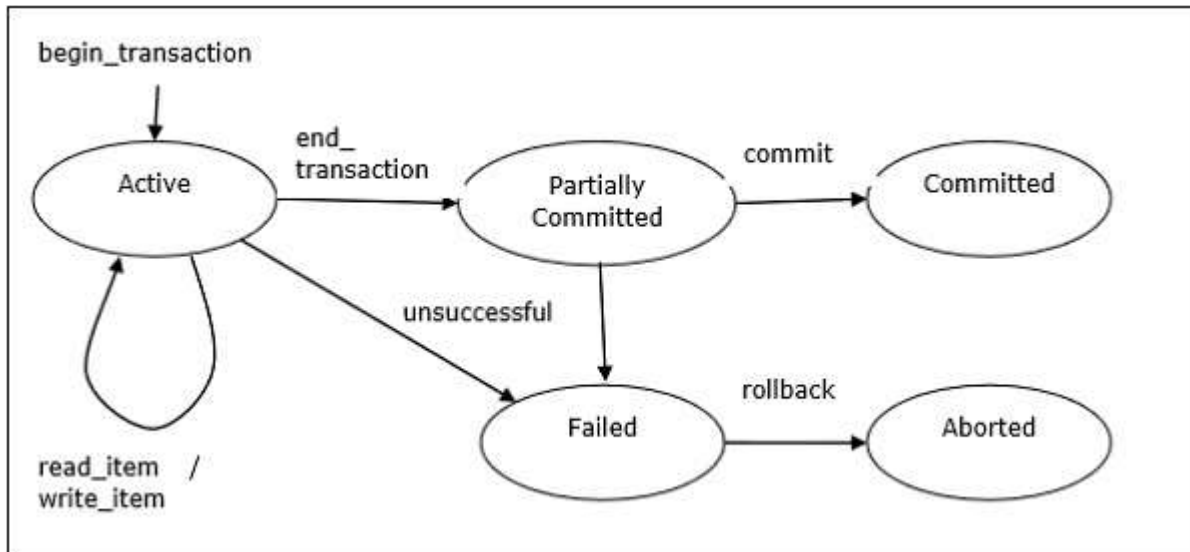 begin_transaction
end_
transaction
commit
Active
Partially
Committed
Committed
unsuccessful
rollback
Failed
Aborted
read_item /
write_item